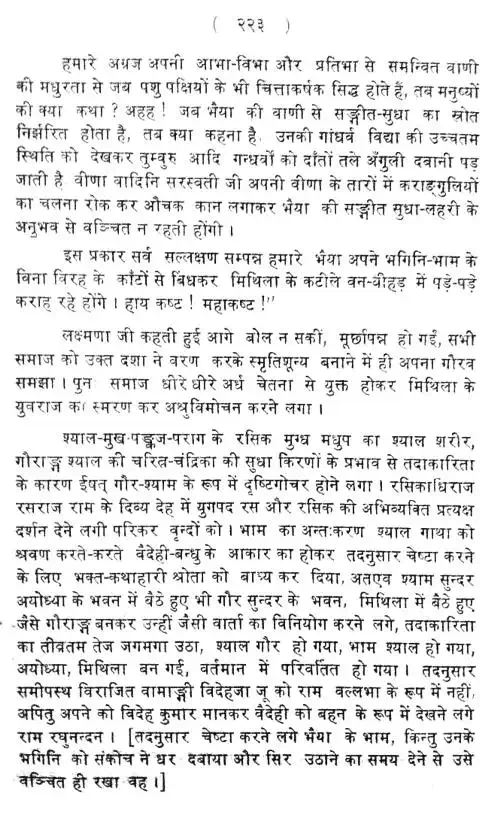 ( २२३ )
हमारे अग्रज अपनी आभा-विभा और प्रतिभा से समन्वित वाणी
की मधुरता से जय पशु पक्षियों के भी चित्ताकर्षक सिद्ध होते हैं, तब मनुष्यों
की क्या कथा ? अहह ! जब भैया की वाणी से सङ्गीत-सुधा का स्रोत
निर्झरित होता है, तब क्या कहना है. उनकी गांधर्व विद्या की उच्चतम
स्थिति को देखकर तुम्वुरु आदि गन्धर्वों को दाँतों तले अँगुली दवानी पड़
जाती है वीणा वादिनि सरस्वती जी अपनी वीणा के तारों में कराङ्गुलियों
का चलना रोक कर औचक कान लगाकर भैया की सङ्गीत सुधा-लहरी के
अनुभव से वञ्चित न रहती होंगी ।
इस प्रकार सर्व सल्लक्षण सम्पन्न हमारे भैया अपने भगिनि-भाम के
विना विरह के काँटों से बिंधकर मिथिला के कटीले वन-वीहड़ में पड़े-पड़े
कराह रहे होंगे । हाय कष्ट ! महाकष्ट !"
लक्ष्मणा जी कहती हुई आगे बोल न सकीं, मूर्छापन्न हो गईं, सभी
समाज को उक्त दशा ने वरण करके स्मृतिशून्य बनाने में ही अपना गौरव
समझा । पुन समाज धीरे धीरे अर्ध चेतना से युक्त होकर मिथिला के
युवराज का स्मरण कर अश्रुविमोचन करने लगा ।
श्याल-मुख-पङ्कज-पराग के रसिक मुग्ध मधुप का श्याल शरीर,
गौराङ्ग श्याल की चरित्र-चंद्रिका की सुधा किरणों के प्रभाव से तदाकारिता
के कारण ईषत् गौर-श्याम के रूप में दृष्टिगोचर होने लगा । रसिकाधिराज
रसराज राम के दिव्य देह में युगपद रस और रसिक की अभिव्यक्ति प्रत्यक्ष
दर्शन देने लगी परिकर वृन्दों को । भाम का अन्तःकरण श्याल गाथा को
श्रवण करते-करते वैदेही-बन्धु के आकार का होकर तदनुसार चेष्टा करने
के लिए भक्त-कथाहारी श्रोता को बाध्य कर दिया, अतएव श्याम सुन्दर
अयोध्या के भवन में बैठे हुए भी गौर सुन्दर के भवन, मिथिला में बैठे हुए
जैसे गौराङ्ग बनकर उन्हीं जैसी वार्ता का विनियोग करने लगे, तदाकारिता
का तीव्रतम तेज जगमगा उठा, श्याल गौर हो गया, भाम श्याल हो गया,
अयोध्या, मिथिला वन गई, वर्तमान में परिवर्तित हो गया । तदनुसार
समीपस्थ विराजित वामाङ्गी विदेहजा जू को राम वल्लभा के रूप में नहीं,
अपितु अपने को विदेह कुमार मानकर वैदेही को बहन के रूप में देखने लगे
राम रघुनन्दन । [तदनुसार चेष्टा करने लगे भैया के भाम, किन्तु उनके
भगिनि को संकोच ने धर दबाया और सिर उठाने का समय देने से उसे
वञ्चित ही रखा वह ।]